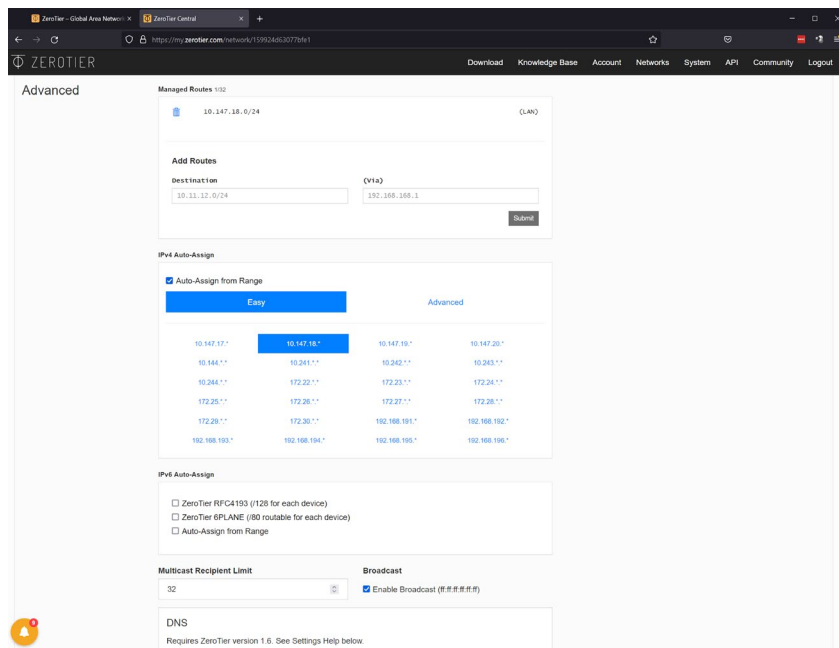 ZeroTier – Global Area Network
ZeroTier Central
https://my.zerotier.com/network/159924d63077bfe1
ZEROTIER
Download Knowledge Base Account Networks System API Community Logout
Advanced
Managed Routes 1/32
10.147.18.0/24 (LAN)
Add Routes
Destination (Via)
10.11.12.0/24 192.168.168.1
Submit
IPv4 Auto-Assign
Auto-Assign from Range
Easy Advanced
10.147.17.* 10.147.18.* 10.147.19.* 10.147.20.*
10.144.*.* 10.241.*.* 10.242.*.* 10.243.*.*
10.244.*.* 172.22.*.* 172.23.*.* 172.24.*.*
172.25.*.* 172.26.*.* 172.27.*.* 172.28.*.*
172.29.*.* 172.30.*.* 192.168.191.* 192.168.192.*
192.168.193.* 192.168.194.* 192.168.195.* 192.168.196.*
IPv6 Auto-Assign
ZeroTier RFC4193 (/128 for each device)
ZeroTier 6PLANE (/80 routable for each device)
Auto-Assign from Range
Multicast Recipient Limit Broadcast
32 Enable Broadcast (ff:ff:ff:ff:ff:ff)
DNS
Requires ZeroTier version 1.6. See Settings Help below.